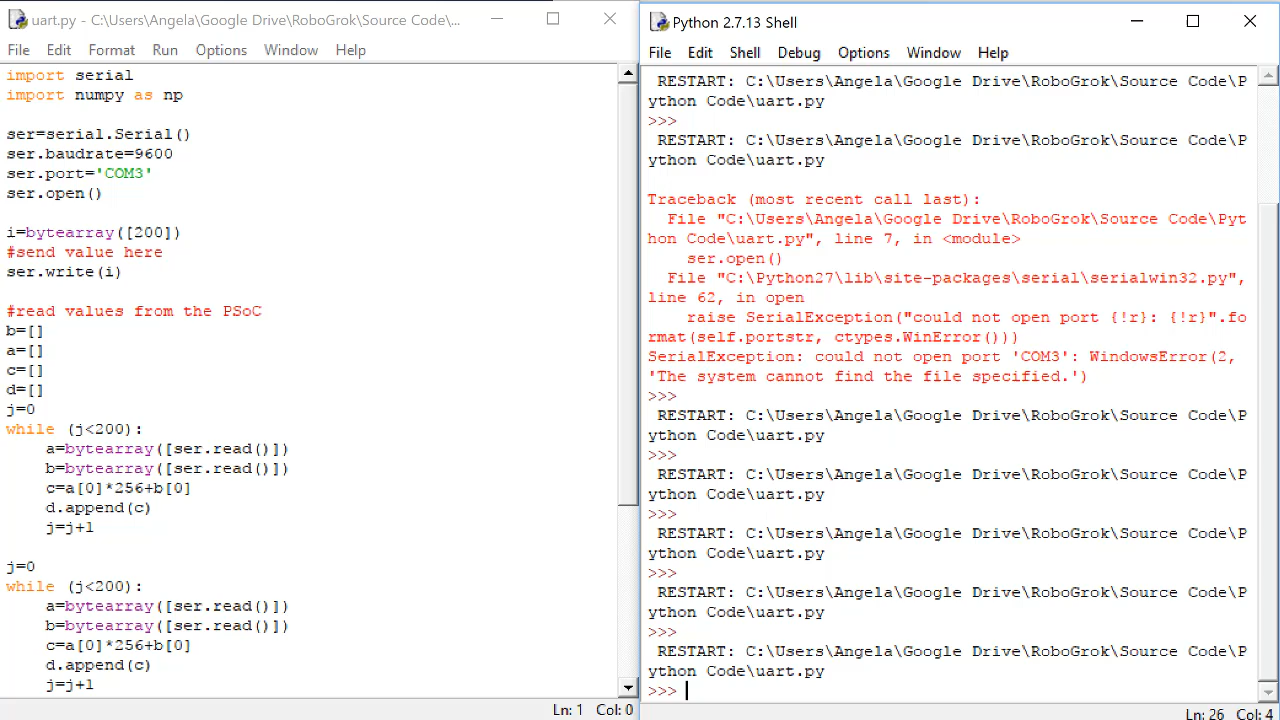 uart.py - C:\Users\Angela\Google Drive\RoboGrok\Source Code\...
File Edit Format Run Options Window Help
import serial
import numpy as np
ser=serial.Serial()
ser.baudrate=9600
ser.port='COM3'
ser.open()
i=bytearray([200])
#send value here
ser.write(i)
#read values from the PSoC
b=[]
a=[]
c=[]
d=[]
j=0
while (j<200):
    a=bytearray([ser.read()])
    b=bytearray([ser.read()])
    c=a[0]*256+b[0]
    d.append(c)
    j=j+1
j=0
while (j<200):
    a=bytearray([ser.read()])
    b=bytearray([ser.read()])
    c=a[0]*256+b[0]
    d.append(c)
    j=j+1
Ln: 1 Col: 0
Python 2.7.13 Shell
File Edit Shell Debug Options Window Help
RESTART: C:\Users\Angela\Google Drive\RoboGrok\Source Code\P
ython Code\uart.py
>>>
RESTART: C:\Users\Angela\Google Drive\RoboGrok\Source Code\P
ython Code\uart.py
Traceback (most recent call last):
  File "C:\Users\Angela\Google Drive\RoboGrok\Source Code\Pyt
hon Code\uart.py", line 7, in <module>
    ser.open()
  File "C:\Python27\lib\site-packages\serial\serialwin32.py",
line 62, in open
    raise SerialException("could not open port {!r}: {!r}".fo
rmat(self.portstr, ctypes.WinError()))
SerialException: could not open port 'COM3': WindowsError(2,
'The system cannot find the file specified.')
>>>
RESTART: C:\Users\Angela\Google Drive\RoboGrok\Source Code\P
ython Code\uart.py
>>>
RESTART: C:\Users\Angela\Google Drive\RoboGrok\Source Code\P
ython Code\uart.py
>>>
RESTART: C:\Users\Angela\Google Drive\RoboGrok\Source Code\P
ython Code\uart.py
>>>
RESTART: C:\Users\Angela\Google Drive\RoboGrok\Source Code\P
ython Code\uart.py
>>>
RESTART: C:\Users\Angela\Google Drive\RoboGrok\Source Code\P
ython Code\uart.py
>>>
Ln: 26 Col: 4